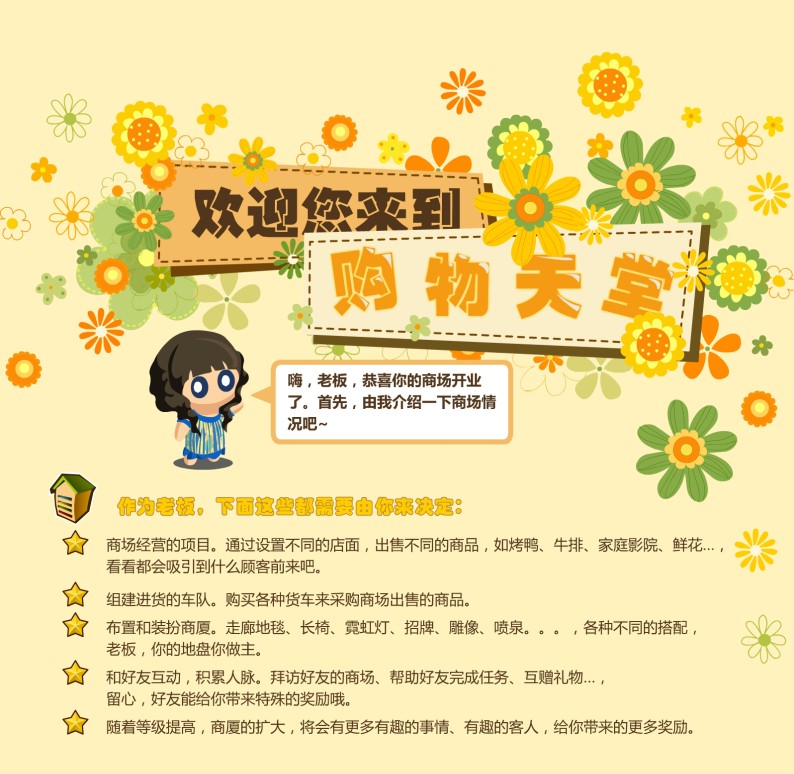 欢迎您来到
购物天堂
嗨，老板，恭喜你的商场开业
了。首先，由我介绍一下商场情
况吧~
作为老板，下面这些都需要由你来决定：
商场经营的项目。通过设置不同的店面，出售不同的商品，如烤鸭、牛排、家庭影院、鲜花...，
看看都会吸引到什么顾客前来吧。
组建进货的车队。购买各种货车来采购商场出售的商品。
布置和装扮商厦。走廊地毯、长椅、霓虹灯、招牌、雕像、喷泉。。。，各种不同的搭配，
老板，你的地盘你做主。
和好友互动，积累人脉。拜访好友的商场、帮助好友完成任务、互赠礼物...，
留心，好友能给你带来特殊的奖励哦。
随着等级提高，商厦的扩大，将会有更多有趣的事情、有趣的客人，给你带来的更多奖励。